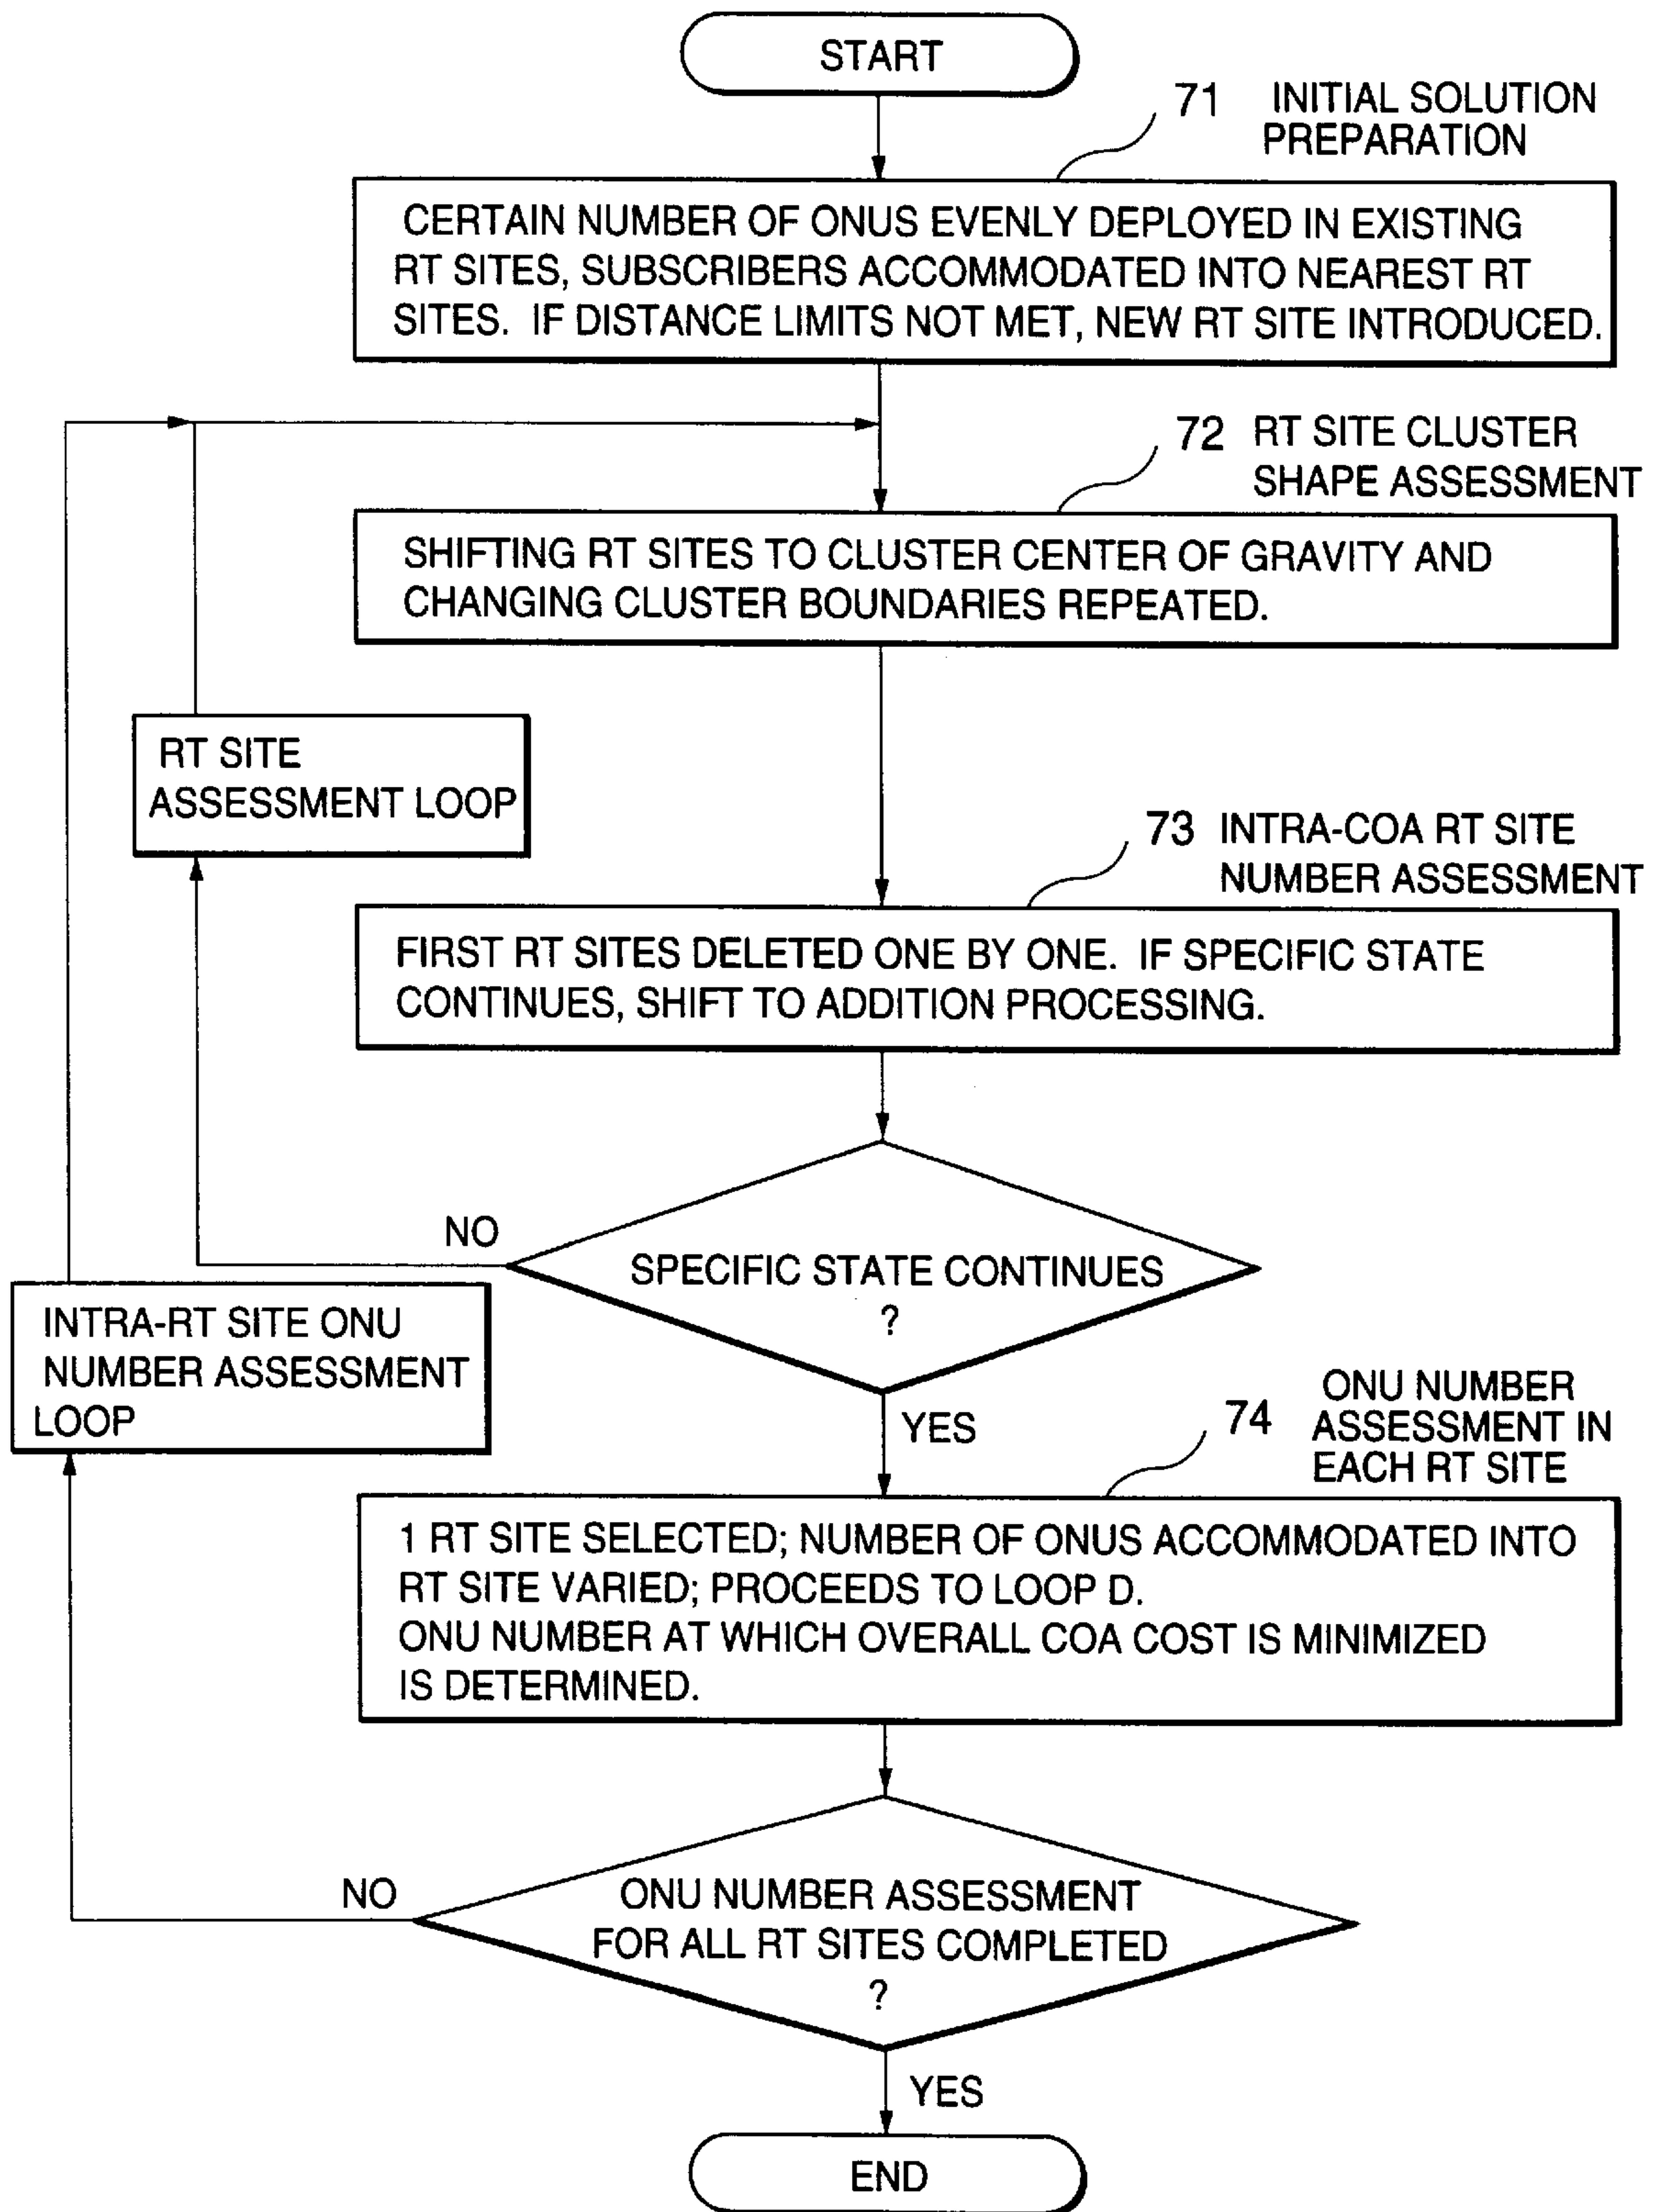 START
71 INITIAL SOLUTION
PREPARATION
CERTAIN NUMBER OF ONUS EVENLY DEPLOYED IN EXISTING
RT SITES, SUBSCRIBERS ACCOMMODATED INTO NEAREST RT
SITES. IF DISTANCE LIMITS NOT MET, NEW RT SITE INTRODUCED.
72 RT SITE CLUSTER
SHAPE ASSESSMENT
SHIFTING RT SITES TO CLUSTER CENTER OF GRAVITY AND
CHANGING CLUSTER BOUNDARIES REPEATED.
RT SITE
ASSESSMENT LOOP
73 INTRA-COA RT SITE
NUMBER ASSESSMENT
FIRST RT SITES DELETED ONE BY ONE. IF SPECIFIC STATE
CONTINUES, SHIFT TO ADDITION PROCESSING.
NO
SPECIFIC STATE CONTINUES
?
INTRA-RT SITE ONU
NUMBER ASSESSMENT
LOOP
YES
74 ONU NUMBER
ASSESSMENT IN
EACH RT SITE
1 RT SITE SELECTED; NUMBER OF ONUS ACCOMMODATED INTO
RT SITE VARIED; PROCEEDS TO LOOP D.
ONU NUMBER AT WHICH OVERALL COA COST IS MINIMIZED
IS DETERMINED.
NO
ONU NUMBER ASSESSMENT
FOR ALL RT SITES COMPLETED
?
YES
END